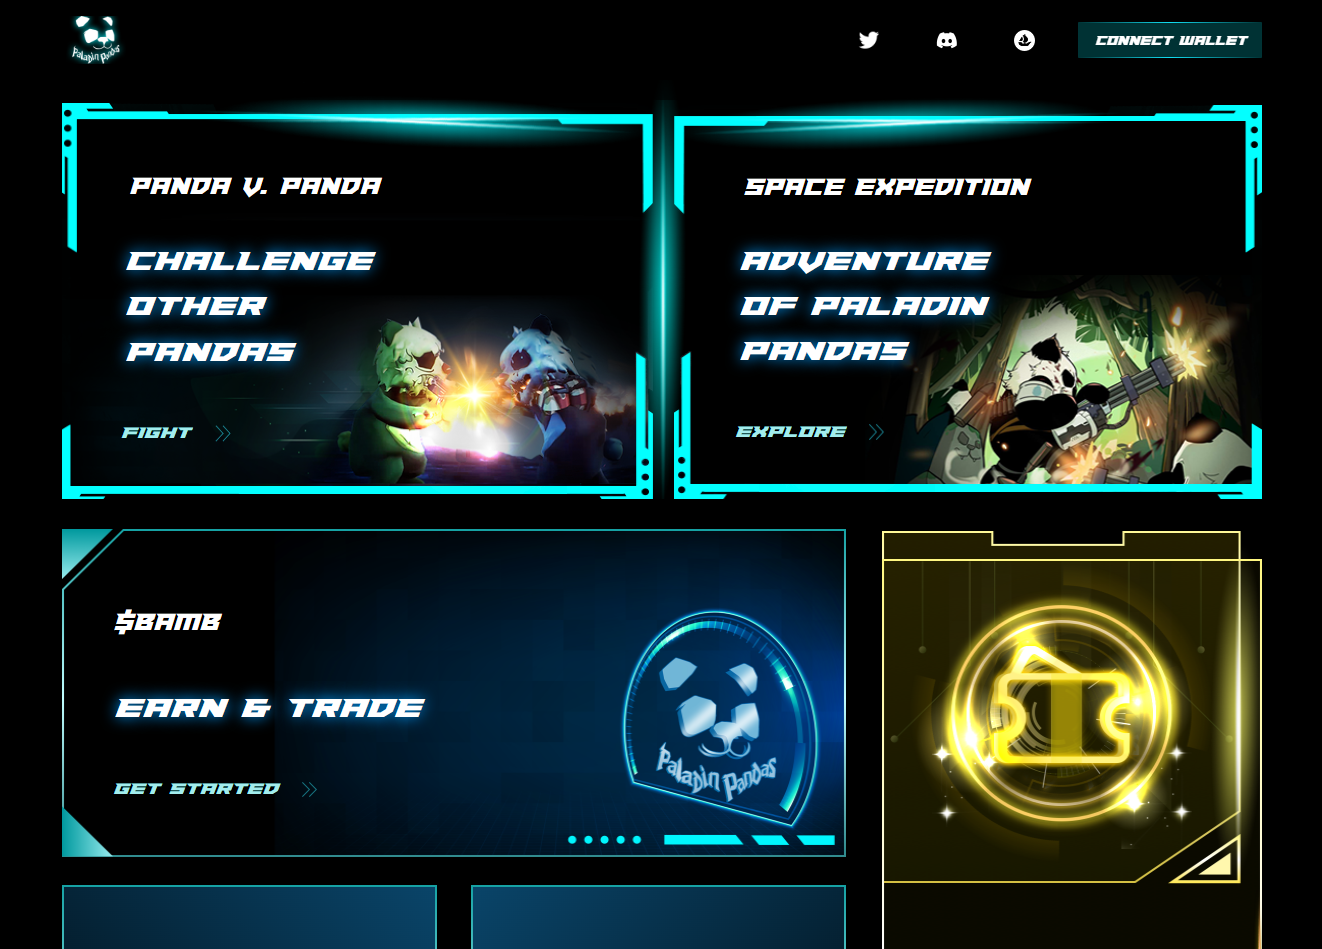 Paladin Pandas
CONNECT WALLET
PANDA V. PANDA
CHALLENGE
OTHER
PANDAS
FIGHT
SPACE EXPEDITION
ADVENTURE
OF PALADIN
PANDAS
EXPLORE
$BAMB
EARN & TRADE
GET STARTED
Paladin Pandas